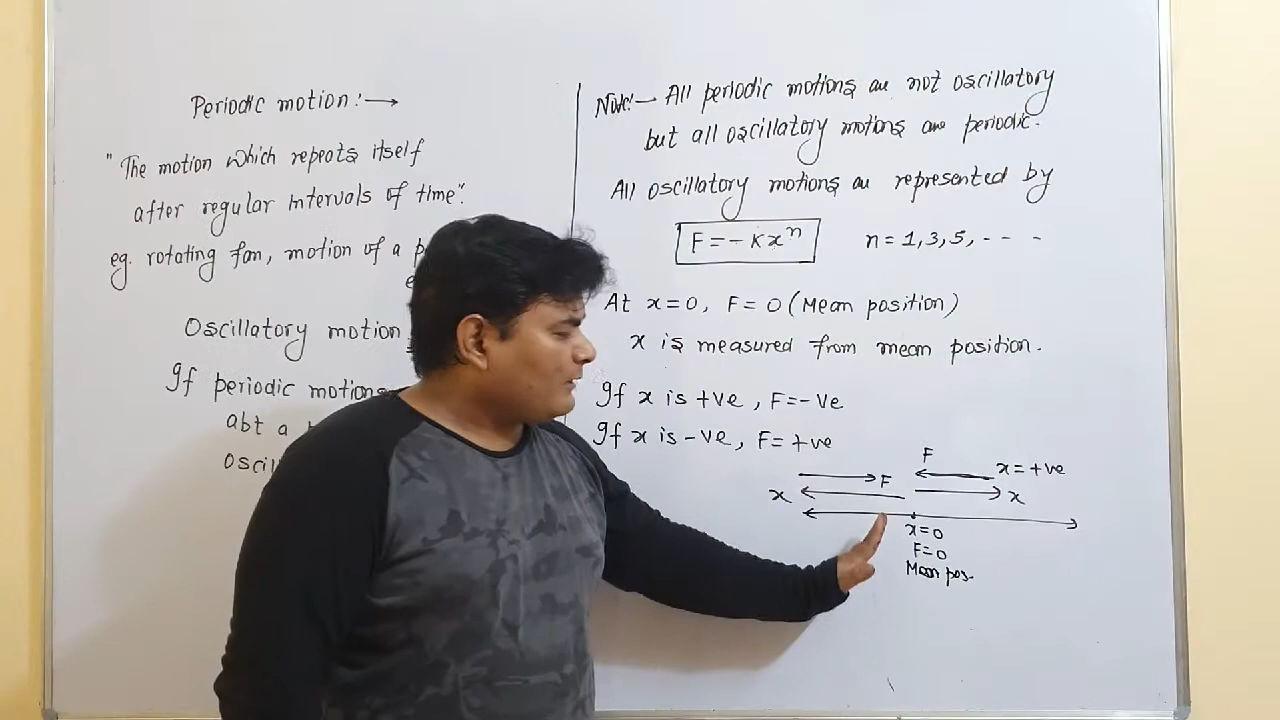 Periodic motion :→
"The motion which repeats itself
after regular intervals of time".
eg. rotating fan, motion of a
Oscillatory motion
If periodic motions
abt a
Note:- All periodic motions are not oscillatory
but all oscillatory motions are periodic.
All oscillatory motions are represented by
F = -kxⁿ n = 1,3,5, - - -
At x=0, F=0 (Mean position)
x is measured from mean position.
If x is +ve, F=-ve
If x is -ve, F=+ve
F
x=+ve
F
x x
x=0
F=0
Mean pos.